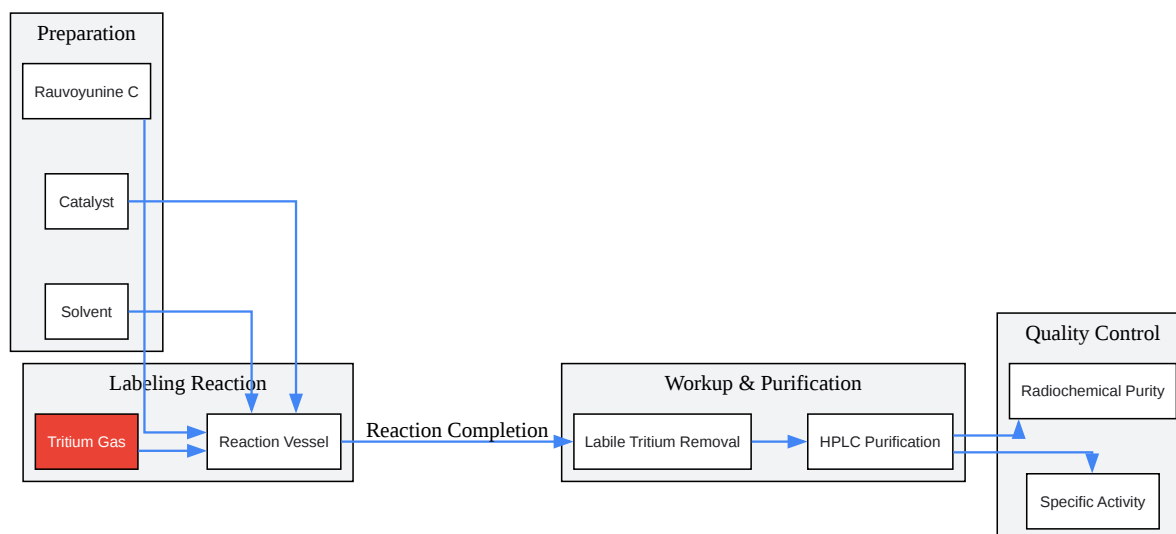 Preparation
Rauvoyunine C
Catalyst
Solvent
Labeling Reaction
Tritium Gas
Reaction Vessel
Reaction Completion
Workup & Purification
Labile Tritium Removal
HPLC Purification
Quality Control
Radiochemical Purity
Specific Activity